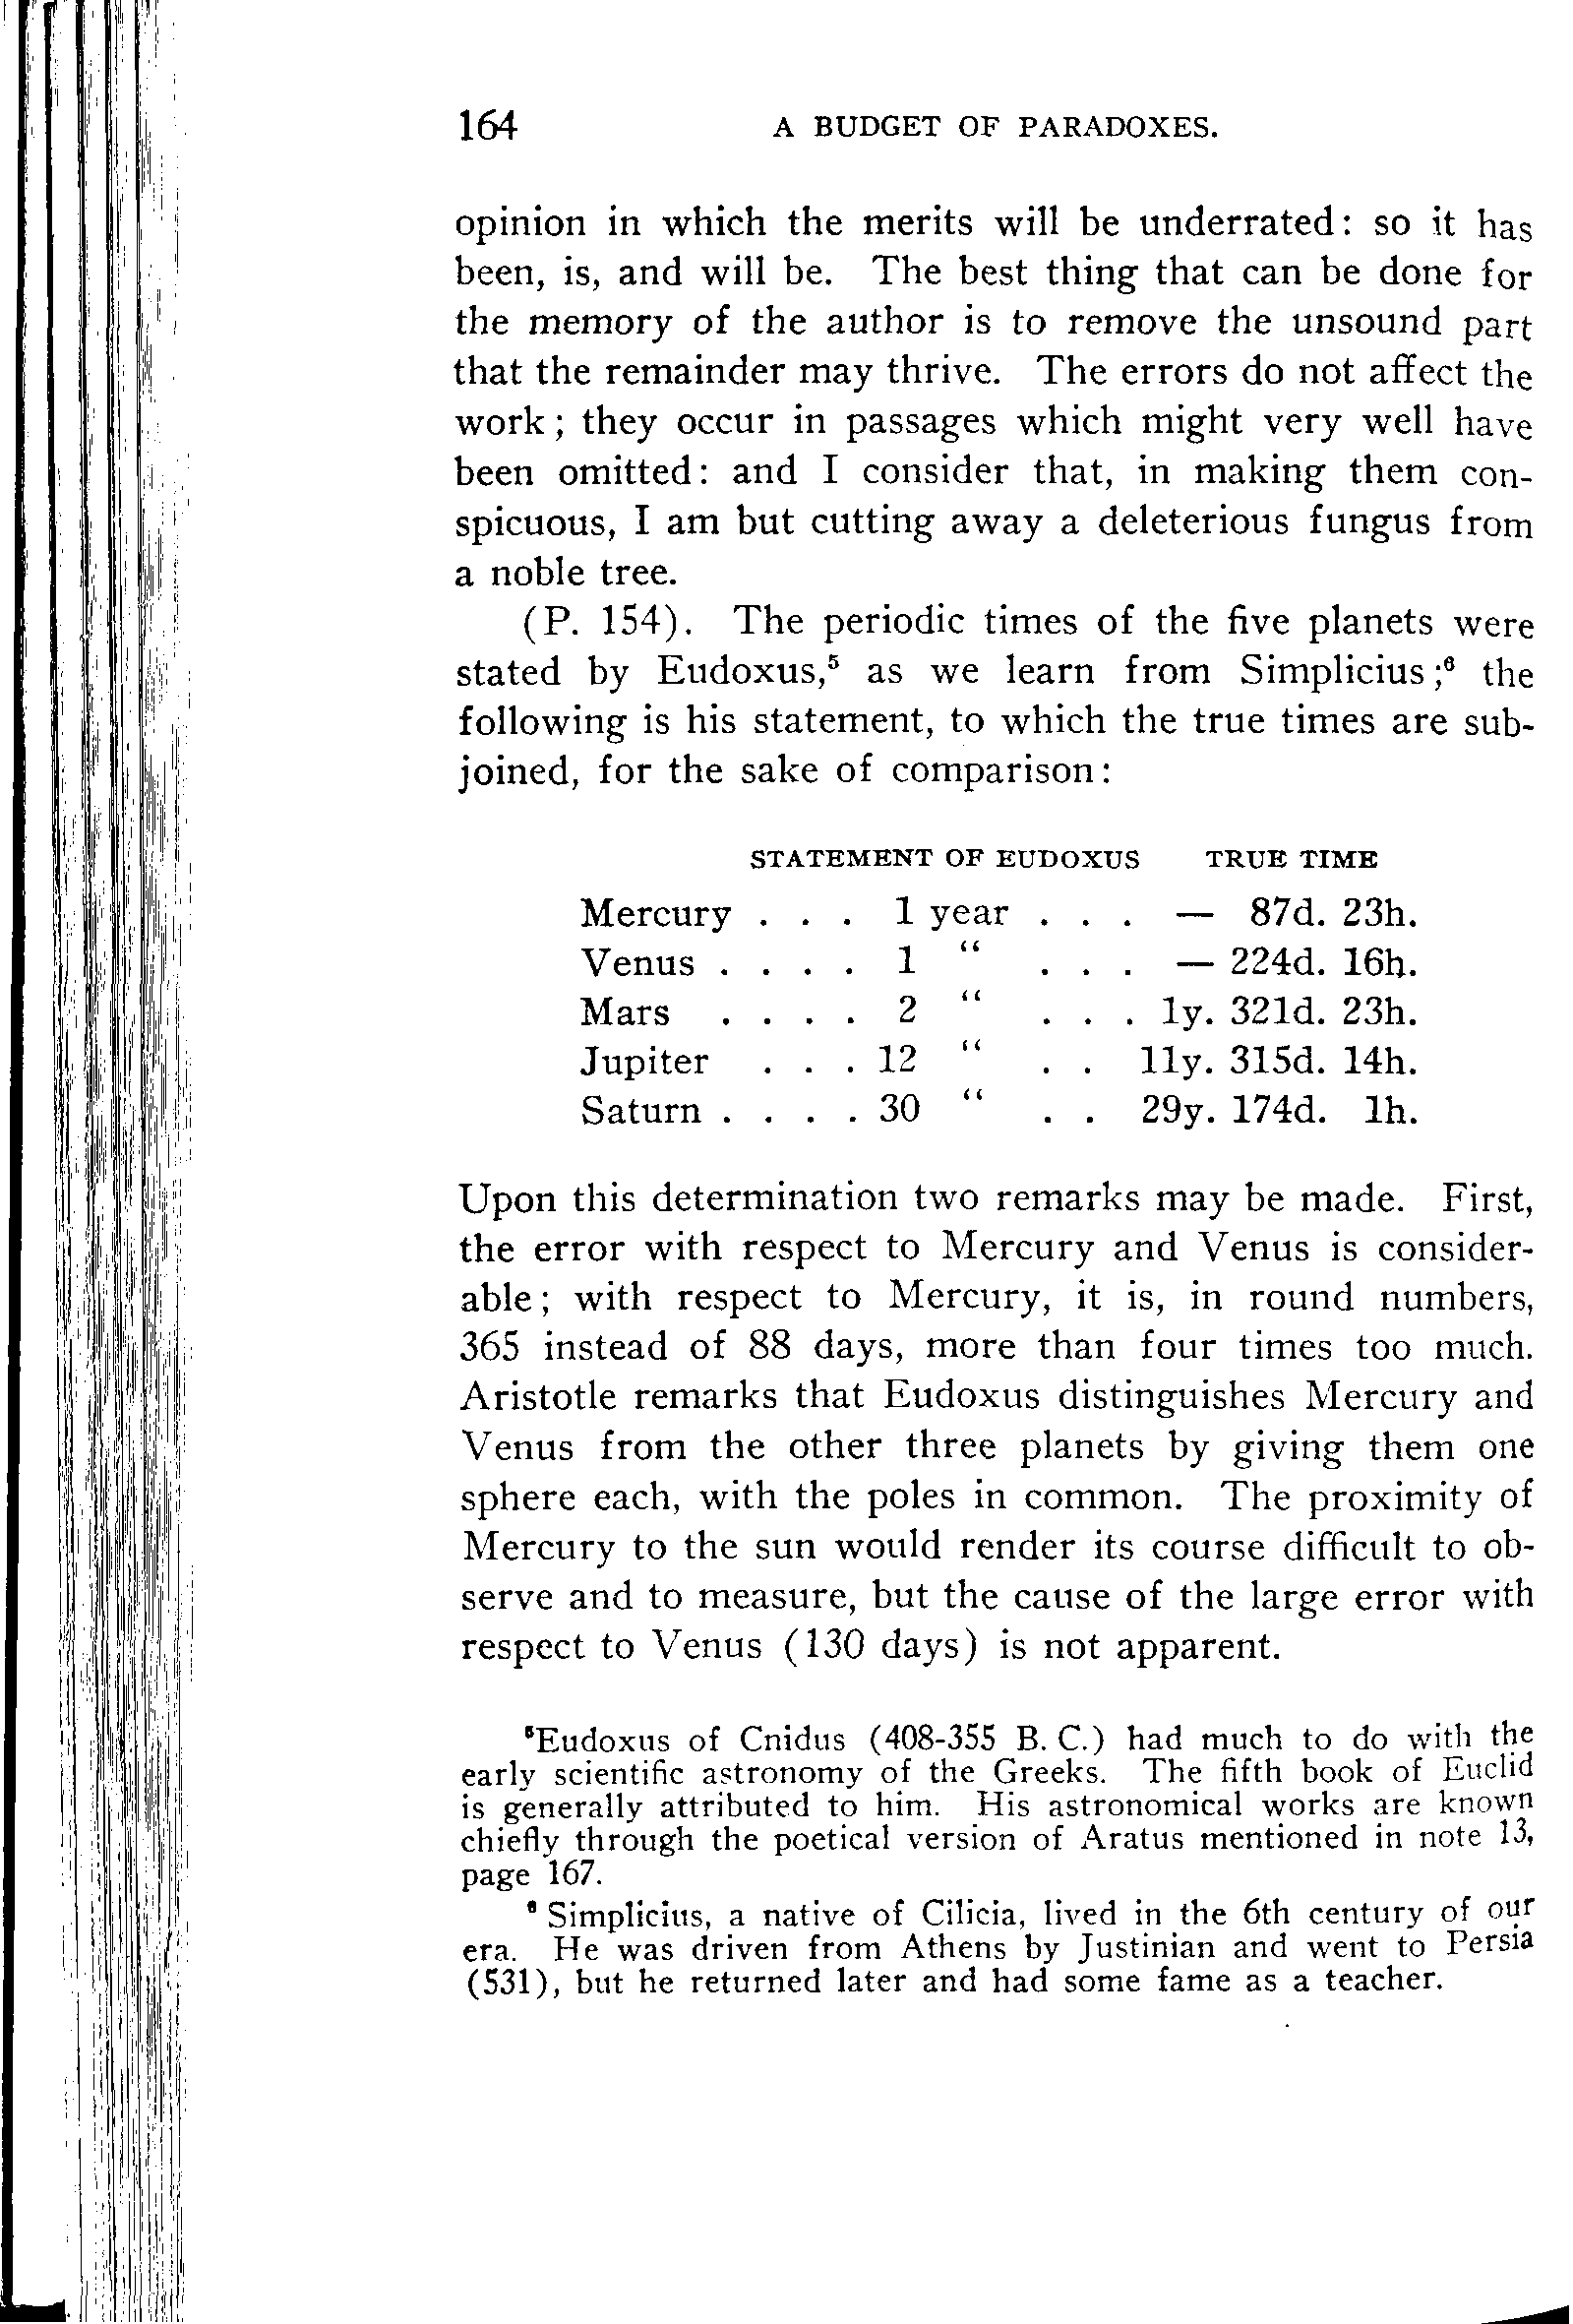 164 A BUDGET OF PARADOXES.
opinion in which the merits will be underrated: so it has
been, is, and will be. The best thing that can be done for
the memory of the author is to remove the unsound part
that the remainder may thrive. The errors do not affect the
work; they occur in passages which might very well have
been omitted: and I consider that, in making them con-
spicuous, I am but cutting away a deleterious fungus from
a noble tree.
(P. 154). The periodic times of the five planets were
stated by Eudoxus,⁵ as we learn from Simplicius;⁶ the
following is his statement, to which the true times are sub-
joined, for the sake of comparison:
STATEMENT OF EUDOXUS TRUE TIME
Mercury . . . 1 year . . . — 87d. 23h.
Venus . . . . 1 “ . . . — 224d. 16h.
Mars . . . . 2 “ . . . 1y. 321d. 23h.
Jupiter . . . 12 “ . . 11y. 315d. 14h.
Saturn . . . . 30 “ . . 29y. 174d. 1h.
Upon this determination two remarks may be made. First,
the error with respect to Mercury and Venus is consider-
able; with respect to Mercury, it is, in round numbers,
365 instead of 88 days, more than four times too much.
Aristotle remarks that Eudoxus distinguishes Mercury and
Venus from the other three planets by giving them one
sphere each, with the poles in common. The proximity of
Mercury to the sun would render its course difficult to ob-
serve and to measure, but the cause of the large error with
respect to Venus (130 days) is not apparent.
⁵Eudoxus of Cnidus (408-355 B. C.) had much to do with the
early scientific astronomy of the Greeks. The fifth book of Euclid
is generally attributed to him. His astronomical works are known
chiefly through the poetical version of Aratus mentioned in note 13,
page 167.
⁶ Simplicius, a native of Cilicia, lived in the 6th century of our
era. He was driven from Athens by Justinian and went to Persia
(531), but he returned later and had some fame as a teacher.